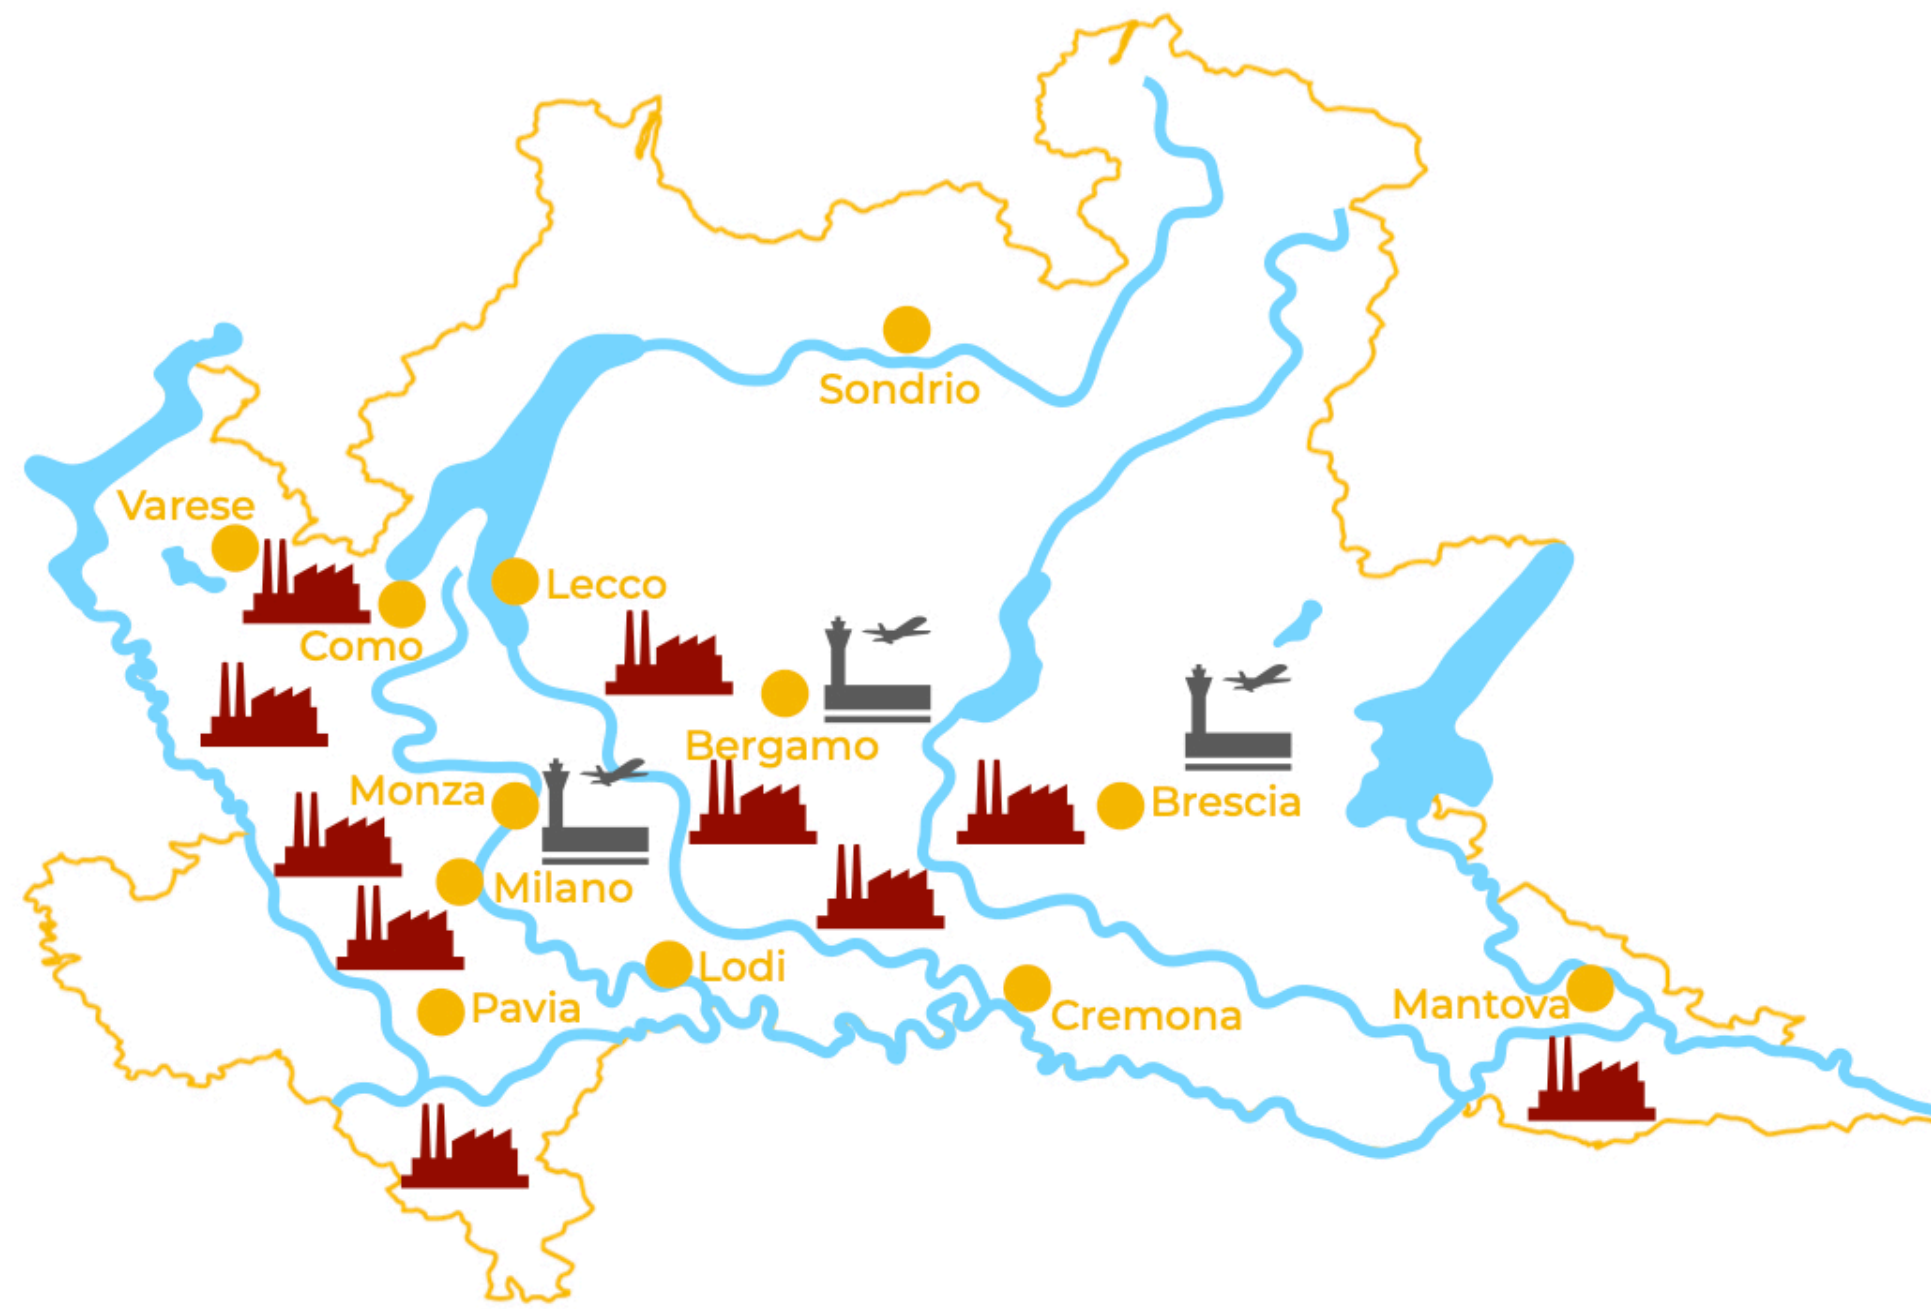 Sondrio
Varese
Lecco
Como
Bergamo
Monza
Brescia
Milano
Lodi
Pavia
Cremona
Mantova